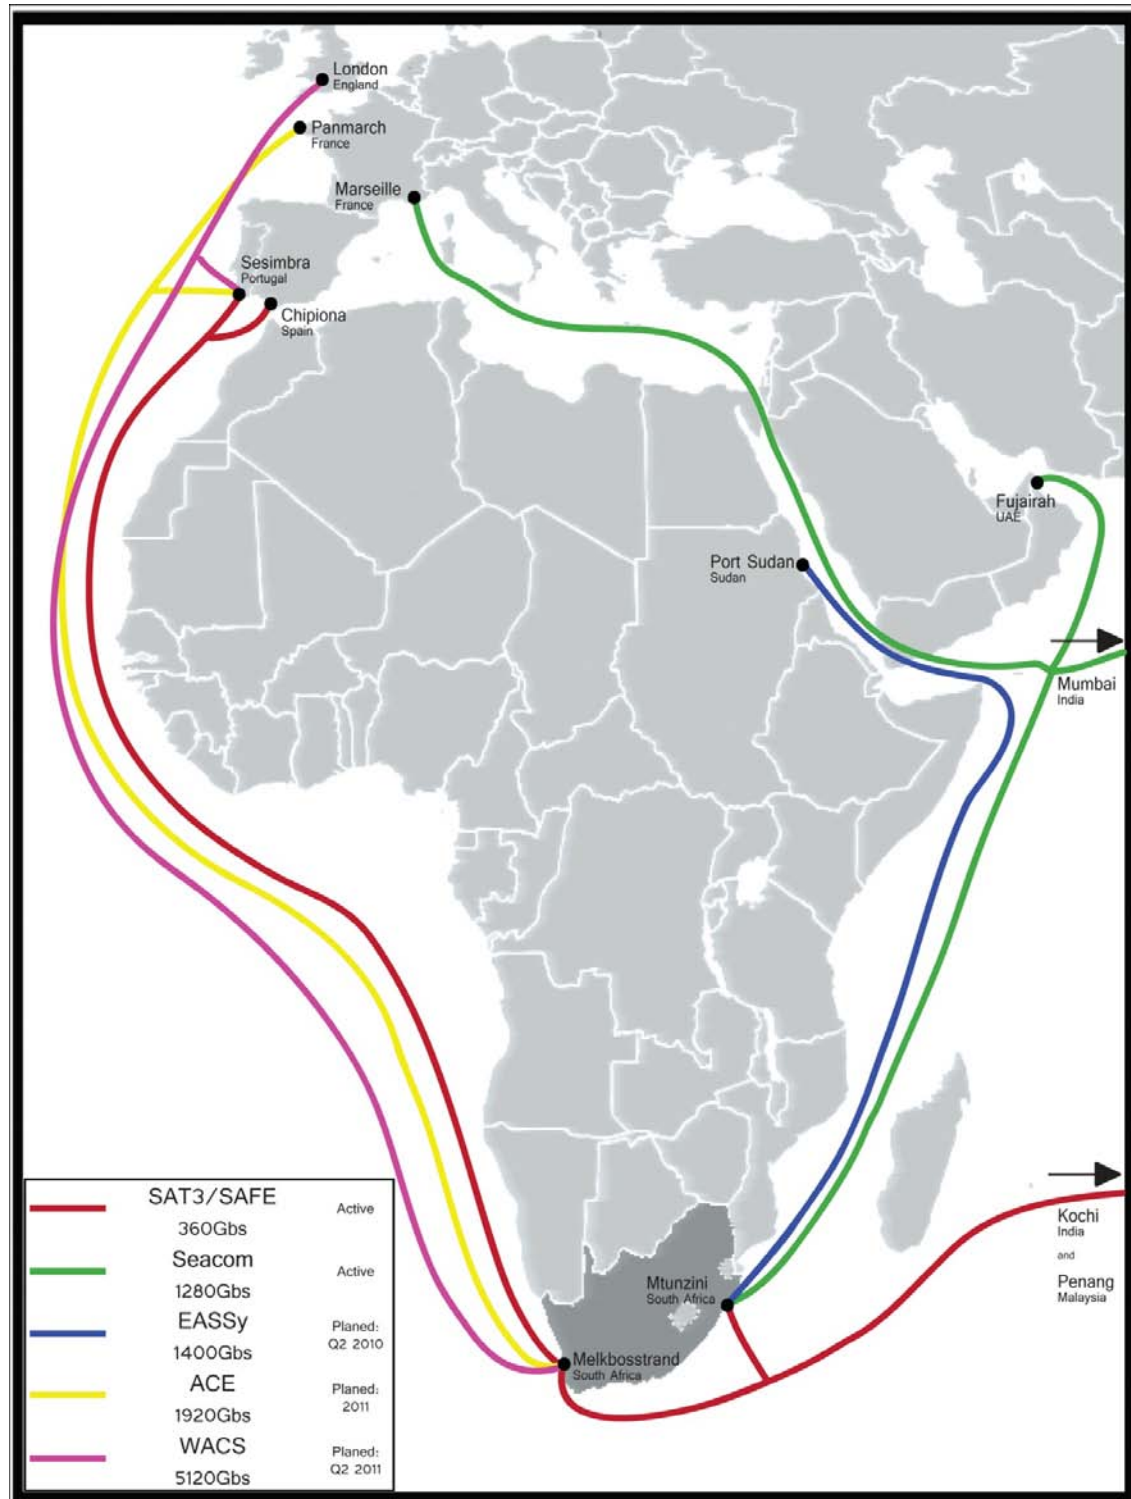 London
England
Panmarch
France
Marseille
France
Sesimbra
Portugal
Chipiona
Spain
Fujairah
UAE
Port Sudan
Sudan
Mumbai
India
Kochi
India
and
Penang
Malaysia
Mtunzini
South Africa
Melkbosstrand
South Africa
SAT3/SAFE
360Gbs
Active
Seacom
1280Gbs
Active
EASSy
1400Gbs
Planed:
Q2 2010
ACE
1920Gbs
Planed:
2011
WACS
5120Gbs
Planed:
Q2 2011